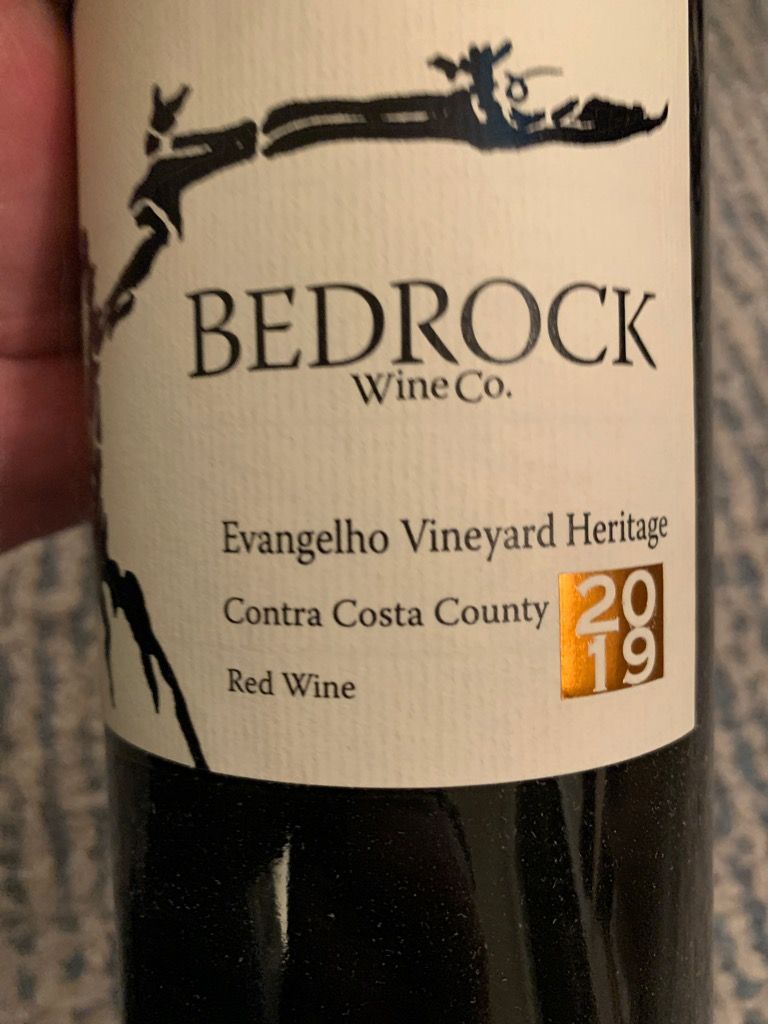 BEDROCK
Wine Co.
Evangelho Vineyard Heritage
Contra Costa County
20
19
Red Wine